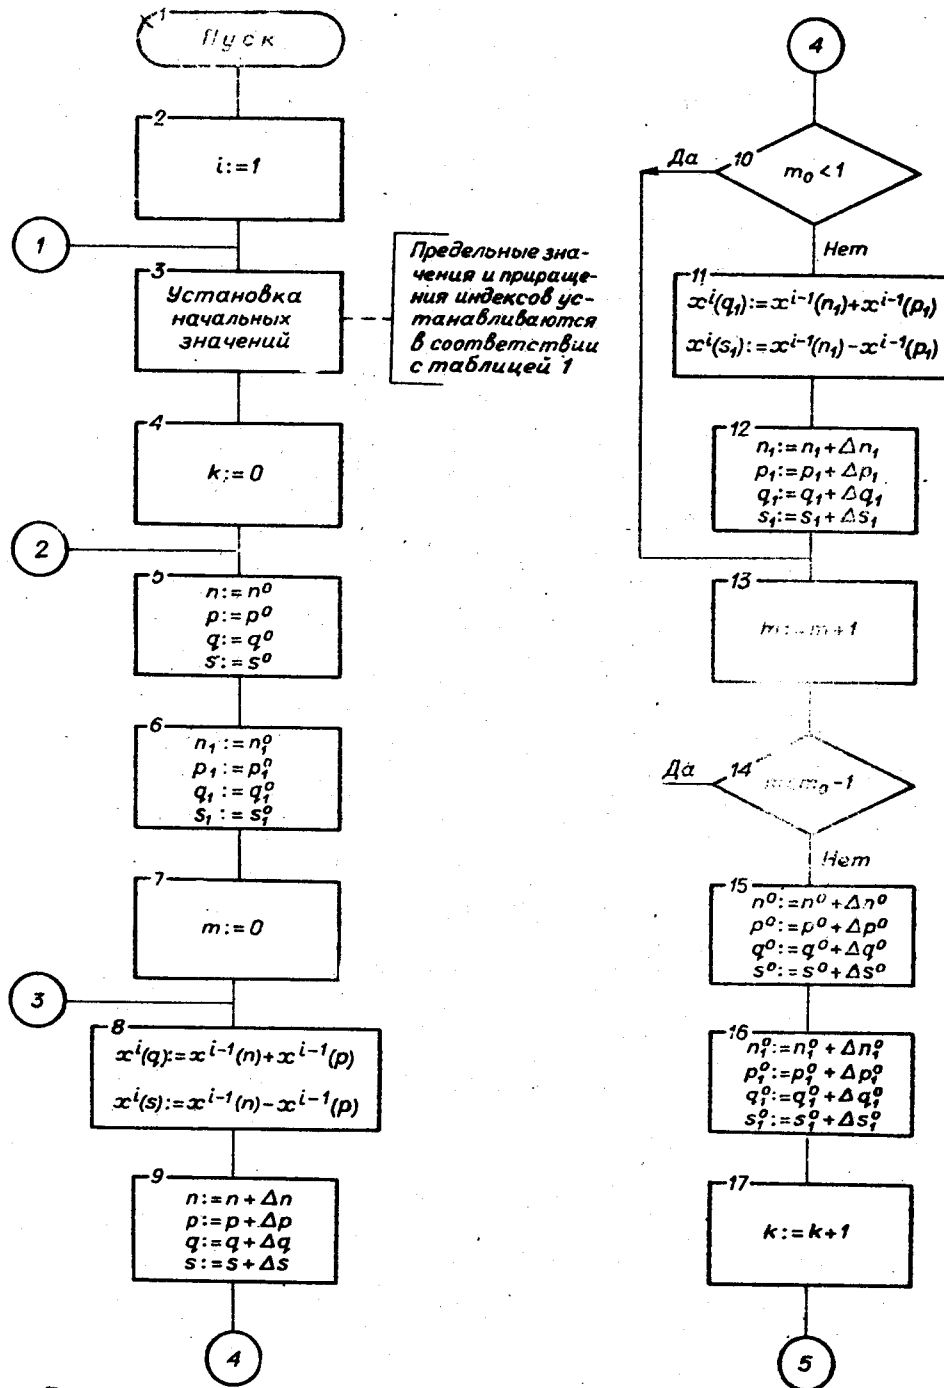 1
Пуск
2
i:=1
1
3
Установка
начальных
значений
Предельные зна-
чения и прираще-
ния индексов ус-
танавливаются
в соответствии
с таблицей 1
4
k:=0
2
5
n:=n⁰
p:=p⁰
q:=q⁰
s:=s⁰
6
n₁:=n₁⁰
p₁:=p₁⁰
q₁:=q₁⁰
s₁:=s₁⁰
7
m:=0
3
8
xⁱ(q):=xⁱ⁻¹(n)+xⁱ⁻¹(p)
xⁱ(s):=xⁱ⁻¹(n)-xⁱ⁻¹(p)
9
n:=n+Δn
p:=p+Δp
q:=q+Δq
s:=s+Δs
4
4
Да
10
m₀<1
Нет
11
xⁱ(q₁):=xⁱ⁻¹(n₁)+xⁱ⁻¹(p₁)
xⁱ(s₁):=xⁱ⁻¹(n₁)-xⁱ⁻¹(p₁)
12
n₁:=n₁+Δn₁
p₁:=p₁+Δp₁
q₁:=q₁+Δq₁
s₁:=s₁+Δs₁
13
m:=m+1
Да
14
m₀-1
Нет
15
n⁰:=n⁰+Δn⁰
p⁰:=p⁰+Δp⁰
q⁰:=q⁰+Δq⁰
s⁰:=s⁰+Δs⁰
16
n₁⁰:=n₁⁰+Δn₁⁰
p₁⁰:=p₁⁰+Δp₁⁰
q₁⁰:=q₁⁰+Δq₁⁰
s₁⁰:=s₁⁰+Δs₁⁰
17
k:=k+1
5